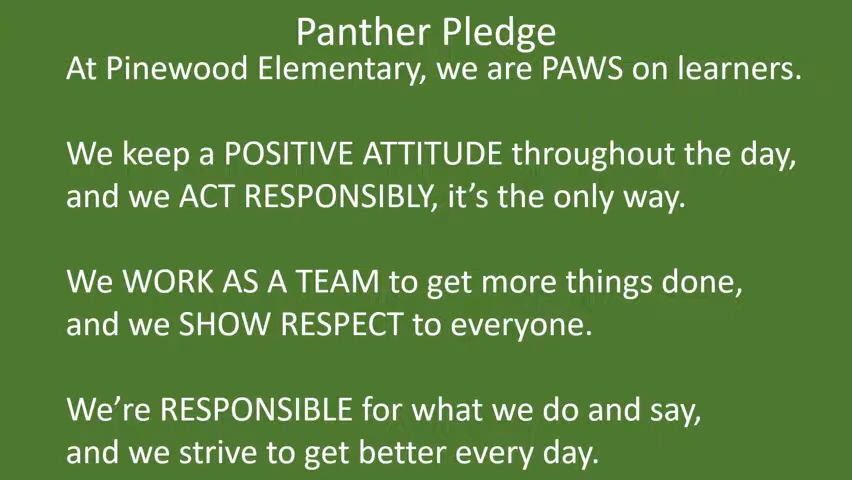 Panther Pledge
At Pinewood Elementary, we are PAWS on learners.
We keep a POSITIVE ATTITUDE throughout the day,
and we ACT RESPONSIBLY, it’s the only way.
We WORK AS A TEAM to get more things done,
and we SHOW RESPECT to everyone.
We’re RESPONSIBLE for what we do and say,
and we strive to get better every day.